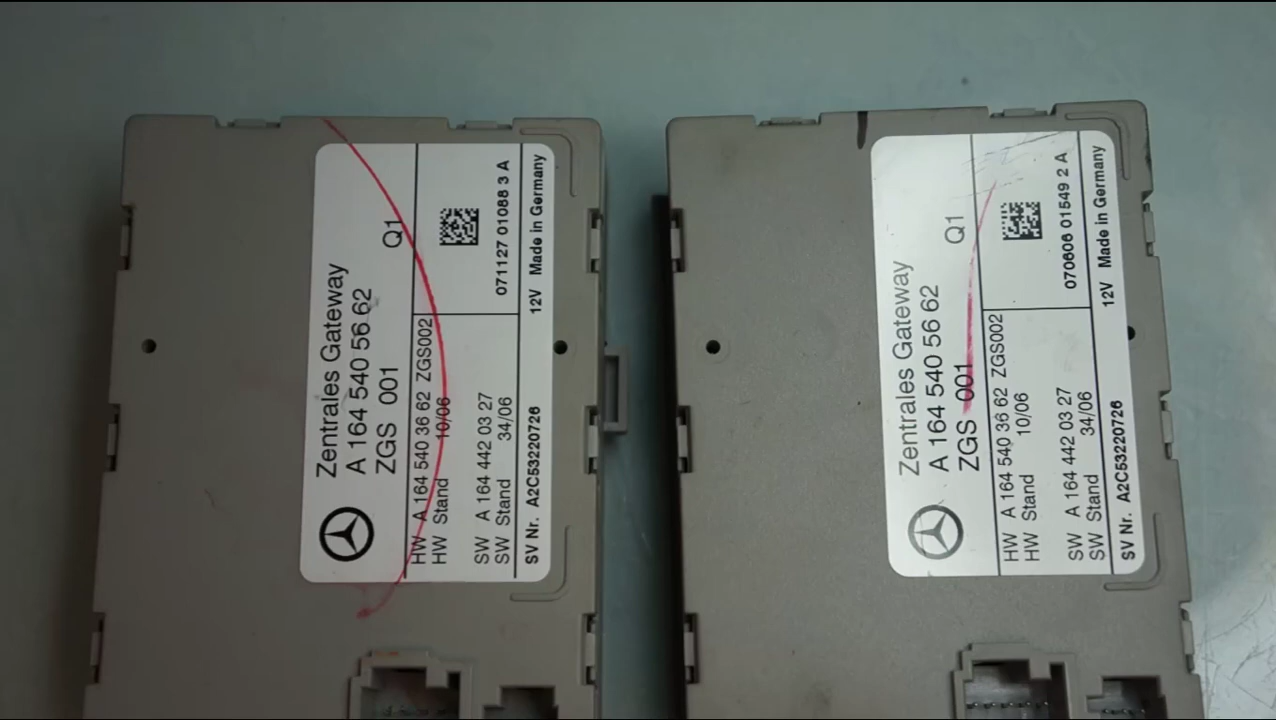 Zentrales Gateway
A 164 540 56 62
ZGS 001
Q1
HW A 164 540 36 62 ZGS002
HW Stand 10/06
SW A 164 442 03 27
SW Stand 34/06
071127 01088 3 A
SV Nr. A2C53220726
12V Made in Germany
Zentrales Gateway
A 164 540 56 62
ZGS 001
Q1
HW A 164 540 36 62 ZGS002
HW Stand 10/06
SW A 164 442 03 27
SW Stand 34/06
070606 01549 2 A
SV Nr. A2C53220726
12V Made in Germany